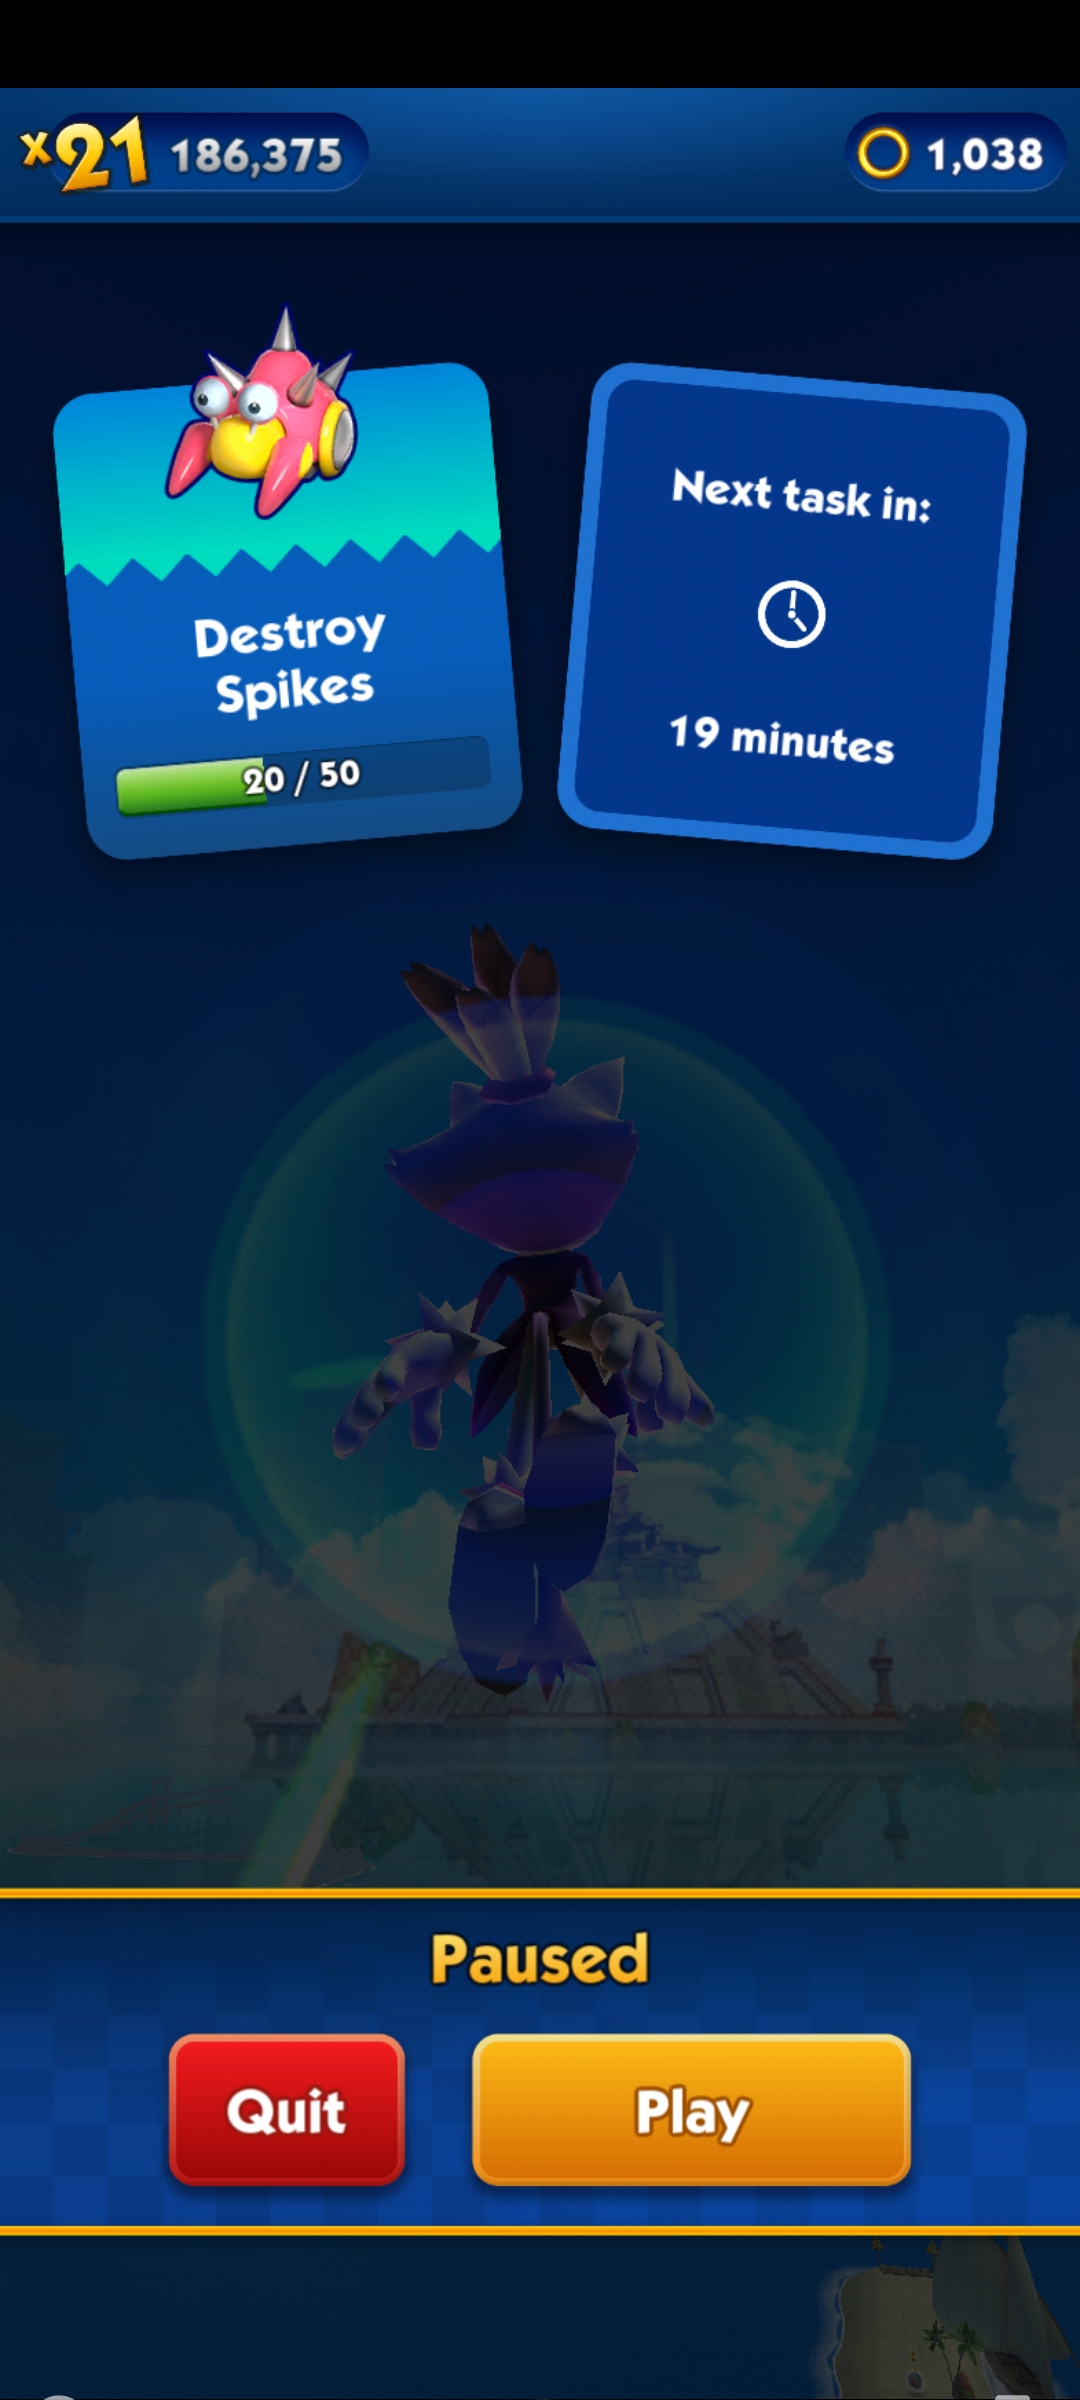 x21 186,375
1,038
Destroy
Spikes
20 / 50
Next task in:
19 minutes
Paused
Quit
Play